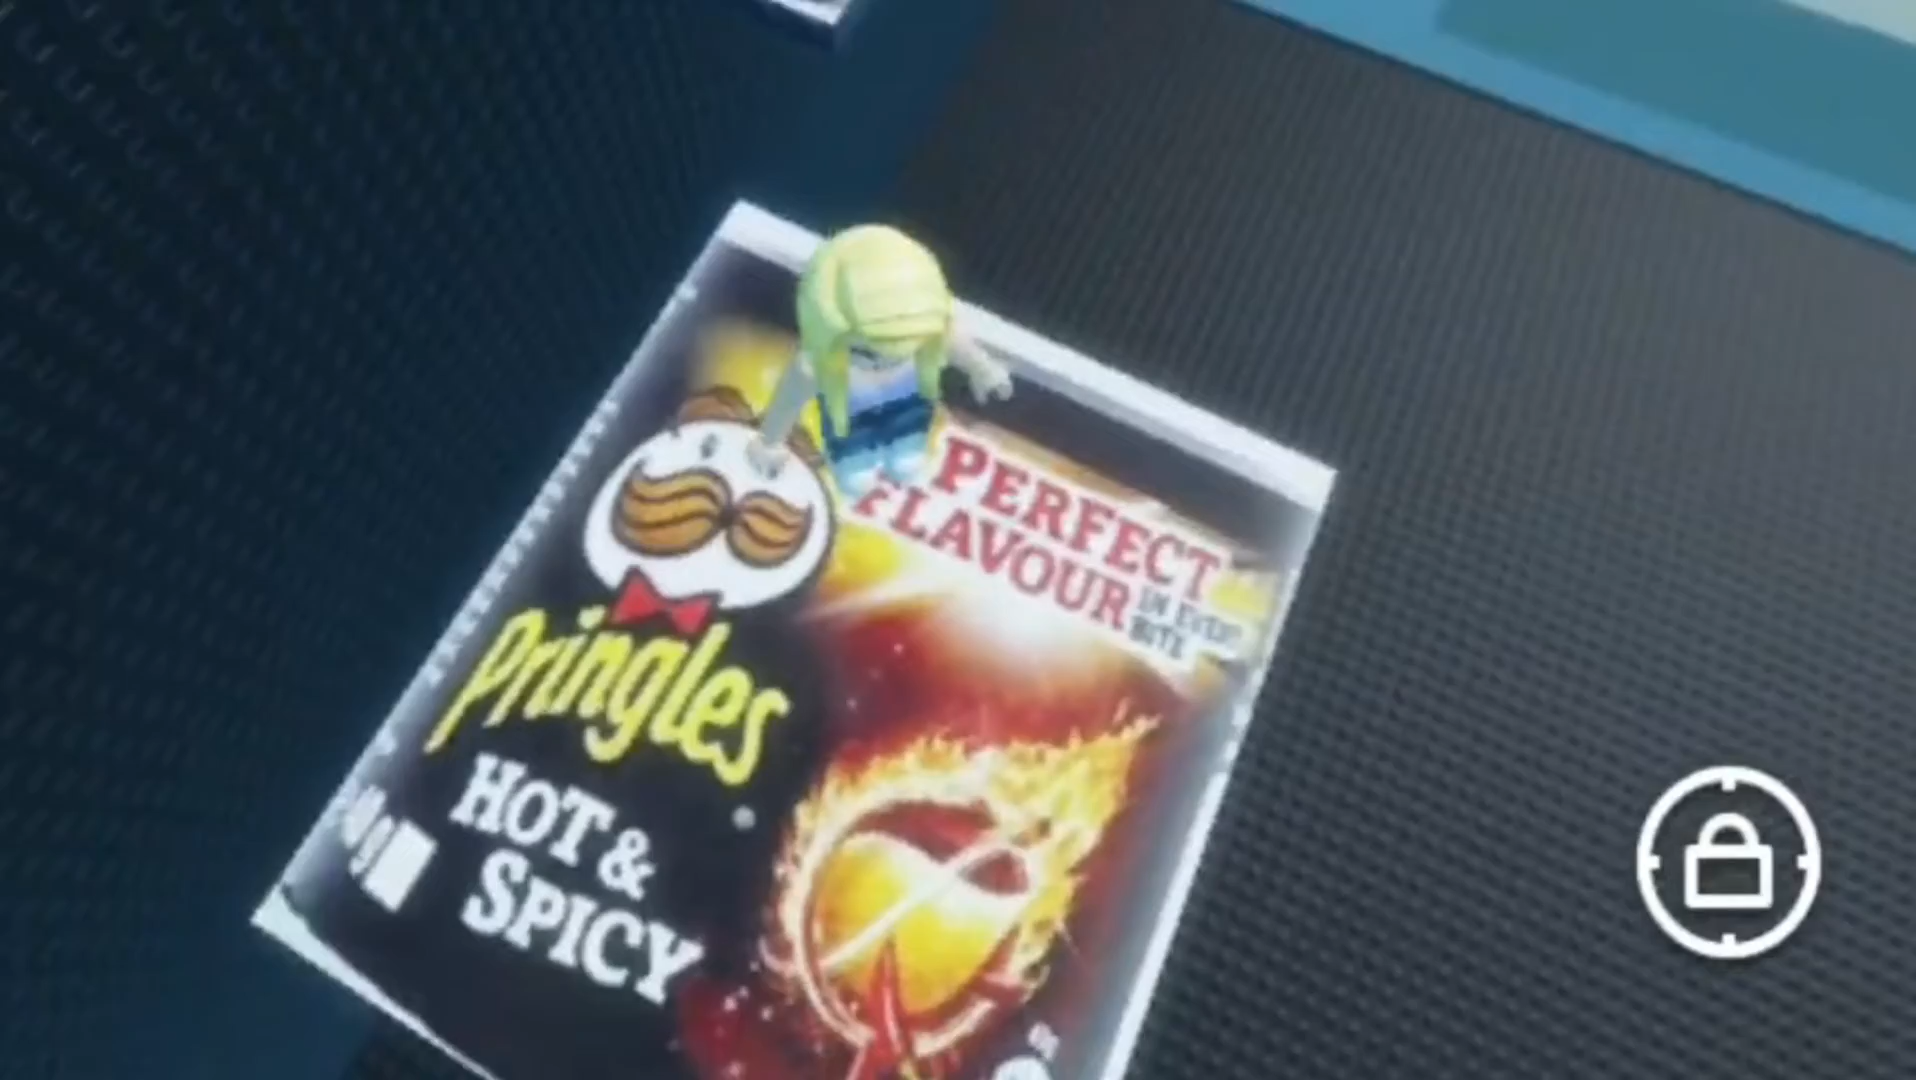 PERFECT
FLAVOUR
IN EVERY
BITE
Pringles
HOT &
SPICY